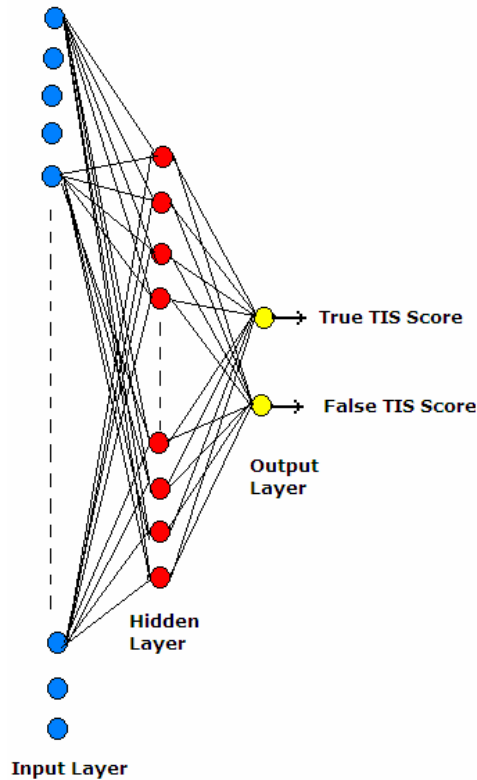 True TIS Score
False TIS Score
Output
Layer
Hidden
Layer
Input Layer